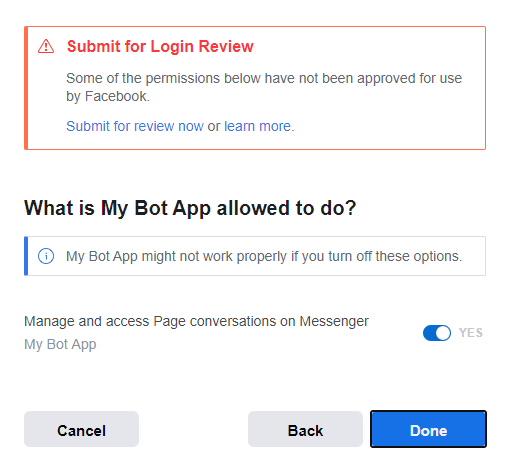 Submit for Login Review
Some of the permissions below have not been approved for use
by Facebook.
Submit for review now or learn more.
What is My Bot App allowed to do?
My Bot App might not work properly if you turn off these options.
Manage and access Page conversations on Messenger
YES
My Bot App
Cancel
Back
Done